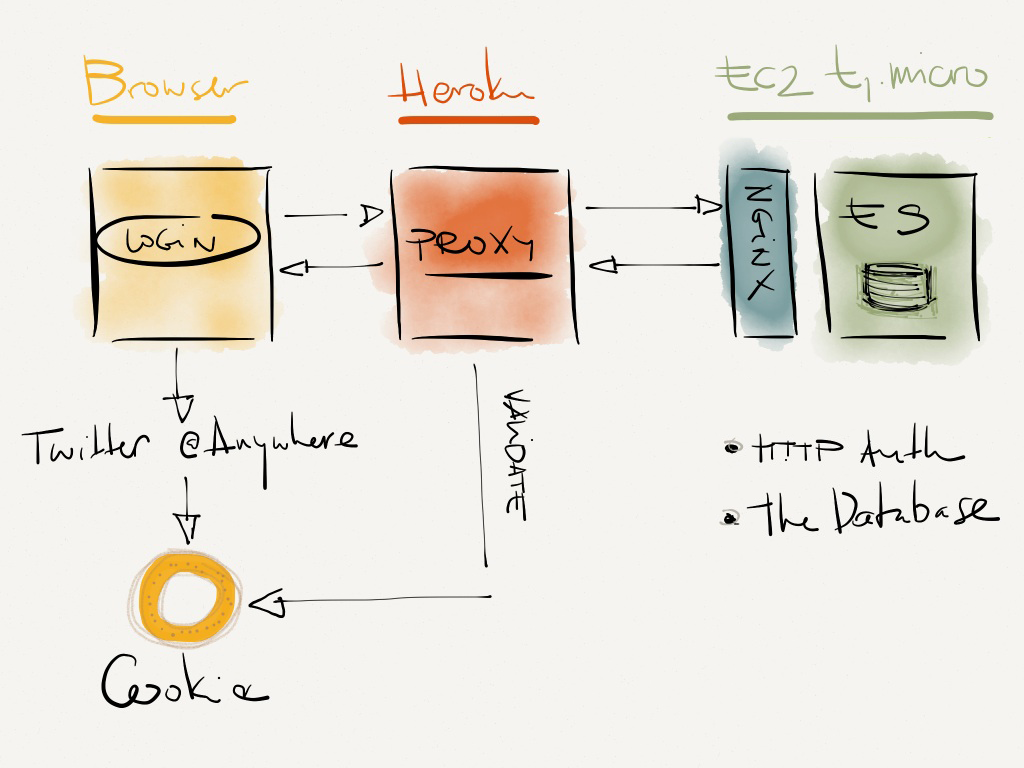 Browser
Heroku
EC2 t1.micro
LOGiN
PROXY
NGiNX
ES
Twitter @Anywhere
VALiDATE
• HTTP Auth
• The Database
Cookie